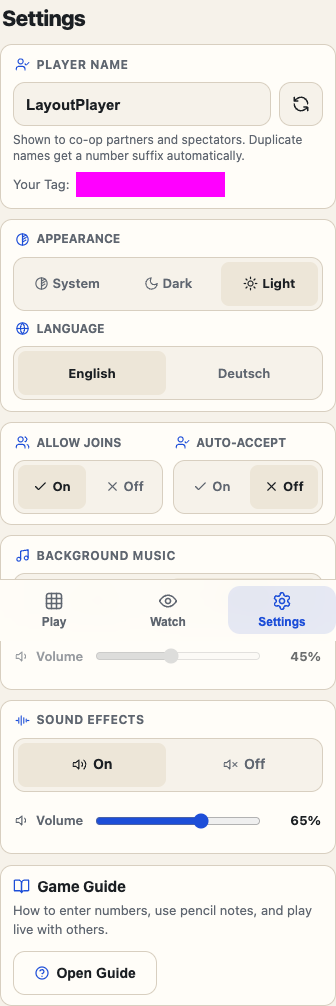 Settings
PLAYER NAME
LayoutPlayer
Shown to co-op partners and spectators. Duplicate
names get a number suffix automatically.
Your Tag:
APPEARANCE
System Dark Light
LANGUAGE
English Deutsch
ALLOW JOINS AUTO-ACCEPT
On Off On Off
BACKGROUND MUSIC
Play Watch Settings
Volume 45%
SOUND EFFECTS
On Off
Volume 65%
Game Guide
How to enter numbers, use pencil notes, and play
live with others.
Open Guide